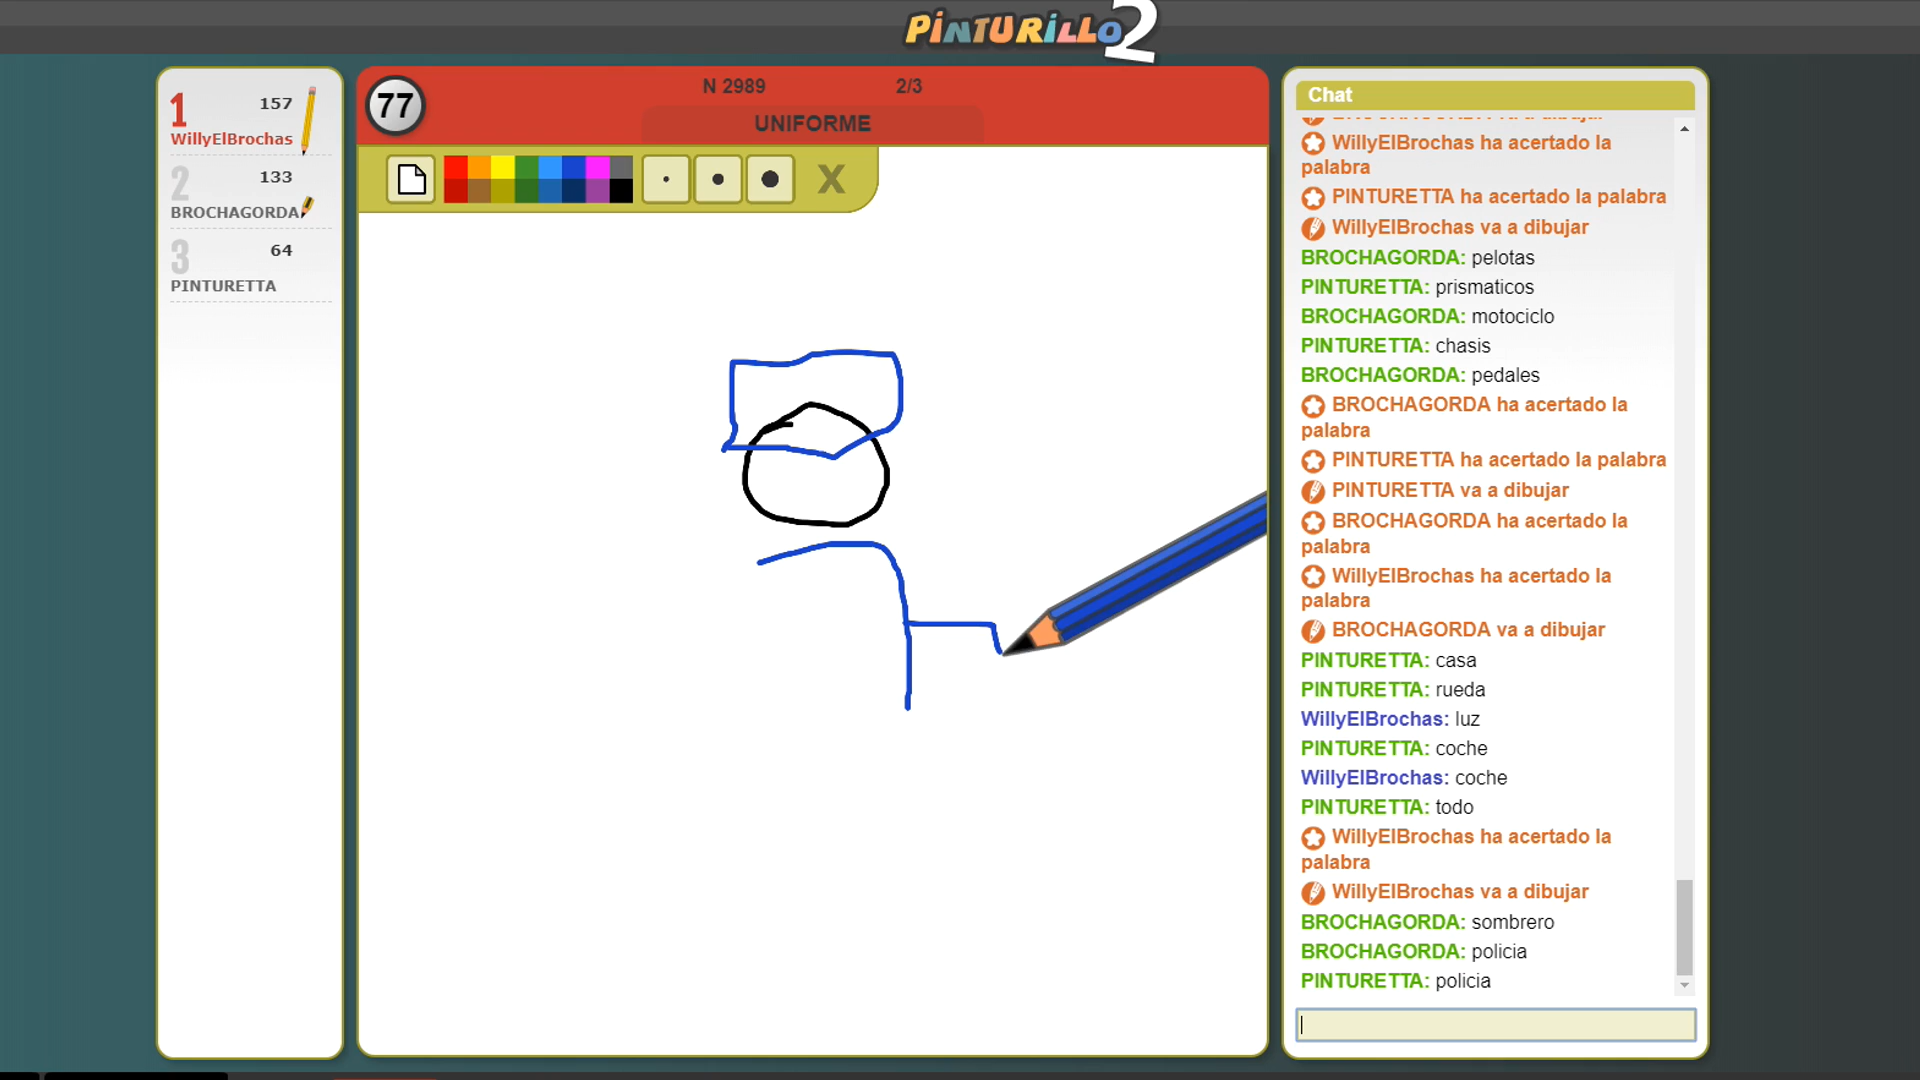 PiNTURiLLO2
1 157
WillyElBrochas
2 133
BROCHAGORDA
3 64
PINTURETTA
77
N 2989 2/3
UNIFORME
X
Chat
WillyElBrochas ha acertado la
palabra
PINTURETTA ha acertado la palabra
WillyElBrochas va a dibujar
BROCHAGORDA: pelotas
PINTURETTA: prismaticos
BROCHAGORDA: motociclo
PINTURETTA: chasis
BROCHAGORDA: pedales
BROCHAGORDA ha acertado la
palabra
PINTURETTA ha acertado la palabra
PINTURETTA va a dibujar
BROCHAGORDA ha acertado la
palabra
WillyElBrochas ha acertado la
palabra
BROCHAGORDA va a dibujar
PINTURETTA: casa
PINTURETTA: rueda
WillyElBrochas: luz
PINTURETTA: coche
WillyElBrochas: coche
PINTURETTA: todo
WillyElBrochas ha acertado la
palabra
WillyElBrochas va a dibujar
BROCHAGORDA: sombrero
BROCHAGORDA: policia
PINTURETTA: policia